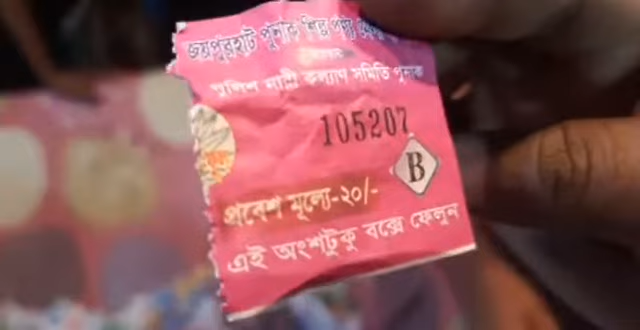 জয়পুরহাট পুনাক শিল্প পণ্য
পুলিশ নারী কল্যাণ সমিতি পুনাক
105207
B
প্রবেশ মূল্যে-২০/-
এই অংশটুকু বক্সে ফেলুন